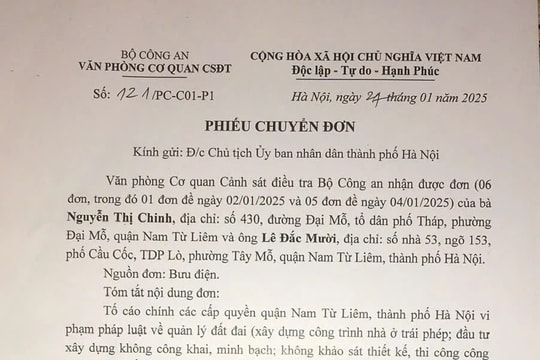 BỘ CÔNG AN
VĂN PHÒNG CƠ QUAN CSĐT
CỘNG HÒA XÃ HỘI CHỦ NGHĨA VIỆT NAM
Độc lập - Tự do - Hạnh Phúc
Số: 121/PC-C01-P1
Hà Nội, ngày 24 tháng 01 năm 2025
PHIẾU CHUYỂN ĐƠN
Kính gửi: Đ/c Chủ tịch Ủy ban nhân dân thành phố Hà Nội
Văn phòng Cơ quan Cảnh sát điều tra Bộ Công an nhận được đơn (06
đơn, trong đó 01 đơn đề ngày 02/01/2025 và 05 đơn đề ngày 04/01/2025) của bà
Nguyễn Thị Chinh, địa chỉ: số 430, đường Đại Mỗ, tổ dân phố Tháp, phường
Đại Mỗ, quận Nam Từ Liêm và ông Lê Đắc Mười, địa chỉ: số nhà 53, ngõ 153,
phố Cầu Cốc, TDP Lò, phường Tây Mỗ, quận Nam Từ Liêm, thành phố Hà Nội.
Nguồn đơn: Bưu điện.
Tóm tắt nội dung đơn:
Tố cáo chính các cấp quyền quận Nam Từ Liêm, thành phố Hà Nội vi
phạm pháp luật về quản lý đất đai (xây dựng công trình nhà ở trái phép; đầu tư
xây dựng không công khai, minh bạch; không khảo sát thiết kế, thi công công